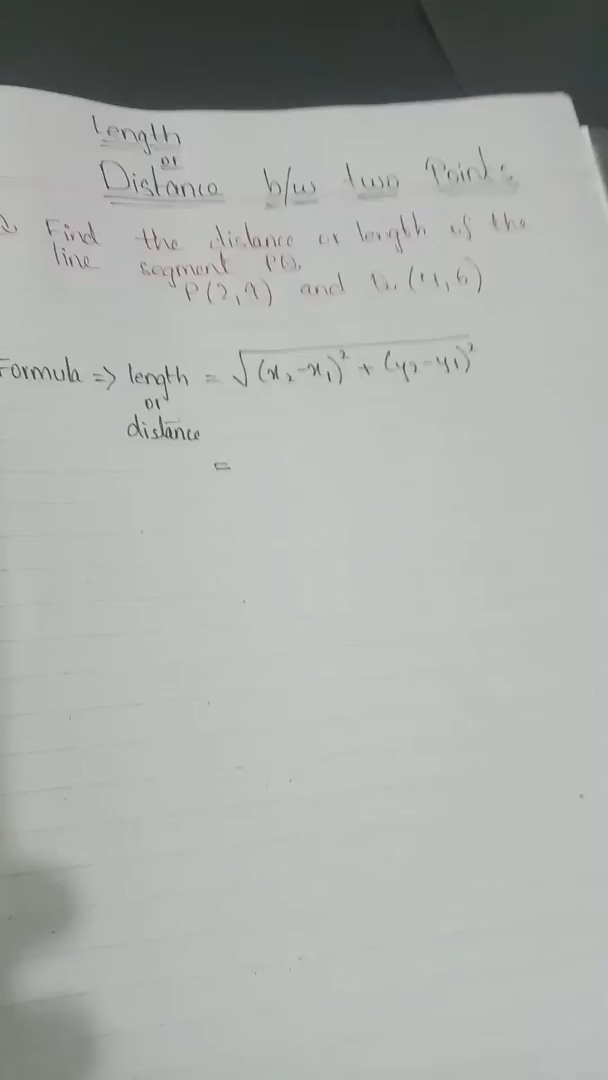 Length
or
Distance b/w two Points
Find the distance or length of the
line segment PQ.
P(2,9) and Q(4,6)
Formula => length = √(x₂-x₁)² + (y₂-y₁)²
or
distance
=